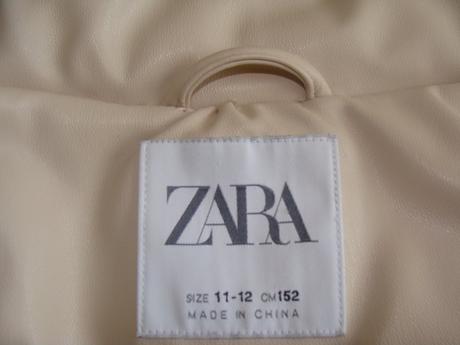 ZARA
SIZE 11-12 CM152
MADE IN CHINA